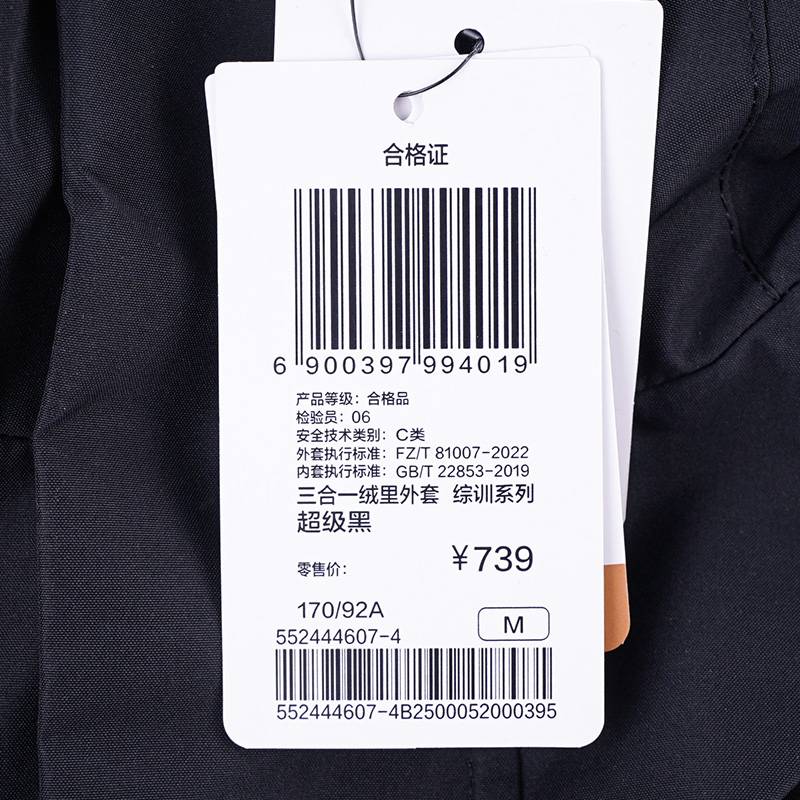 合格证
6 900397 994019
产品等级：合格品
检验员：06
安全技术类别：C类
外套执行标准：FZ/T 81007-2022
内套执行标准：GB/T 22853-2019
三合一绒里外套 综训系列
超级黑
零售价： ¥739
170/92A
552444607-4 M
552444607-4B2500052000395